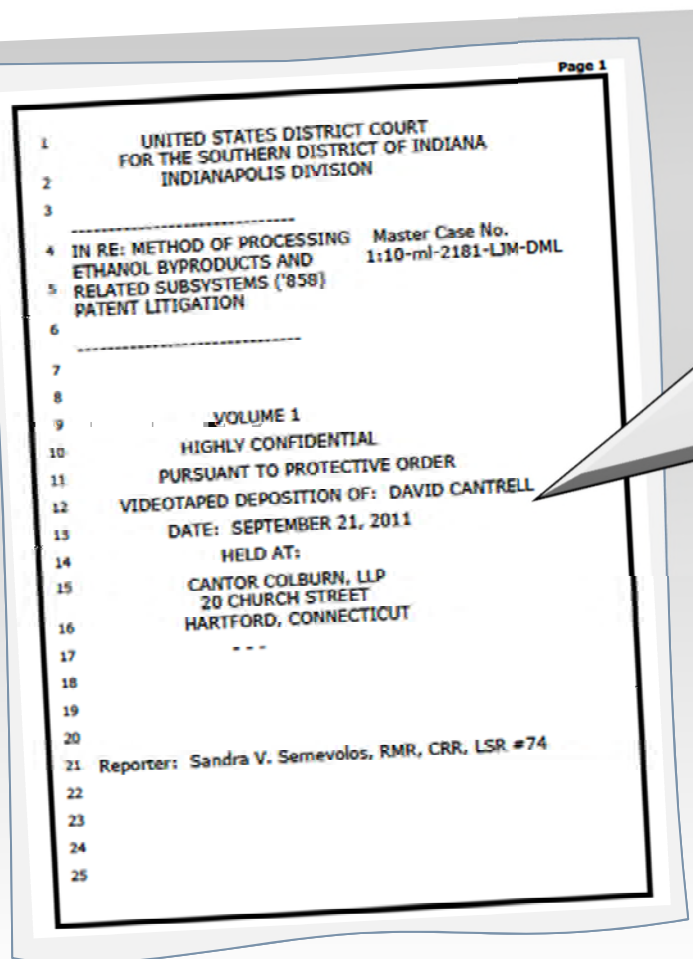 Page 1
1 UNITED STATES DISTRICT COURT
FOR THE SOUTHERN DISTRICT OF INDIANA
2 INDIANAPOLIS DIVISION
3 ------------------------------
4 IN RE: METHOD OF PROCESSING Master Case No.
ETHANOL BYPRODUCTS AND 1:10-ml-2181-LJM-DML
5 RELATED SUBSYSTEMS ('858)
PATENT LITIGATION
6 ------------------------------
7
8
9 VOLUME 1
10 HIGHLY CONFIDENTIAL
11 PURSUANT TO PROTECTIVE ORDER
12 VIDEOTAPED DEPOSITION OF: DAVID CANTRELL
13 DATE: SEPTEMBER 21, 2011
14 HELD AT:
15 CANTOR COLBURN, LLP
20 CHURCH STREET
16 HARTFORD, CONNECTICUT
17 - - -
18
19
20
21 Reporter: Sandra V. Semevolos, RMR, CRR, LSR #74
22
23
24
25